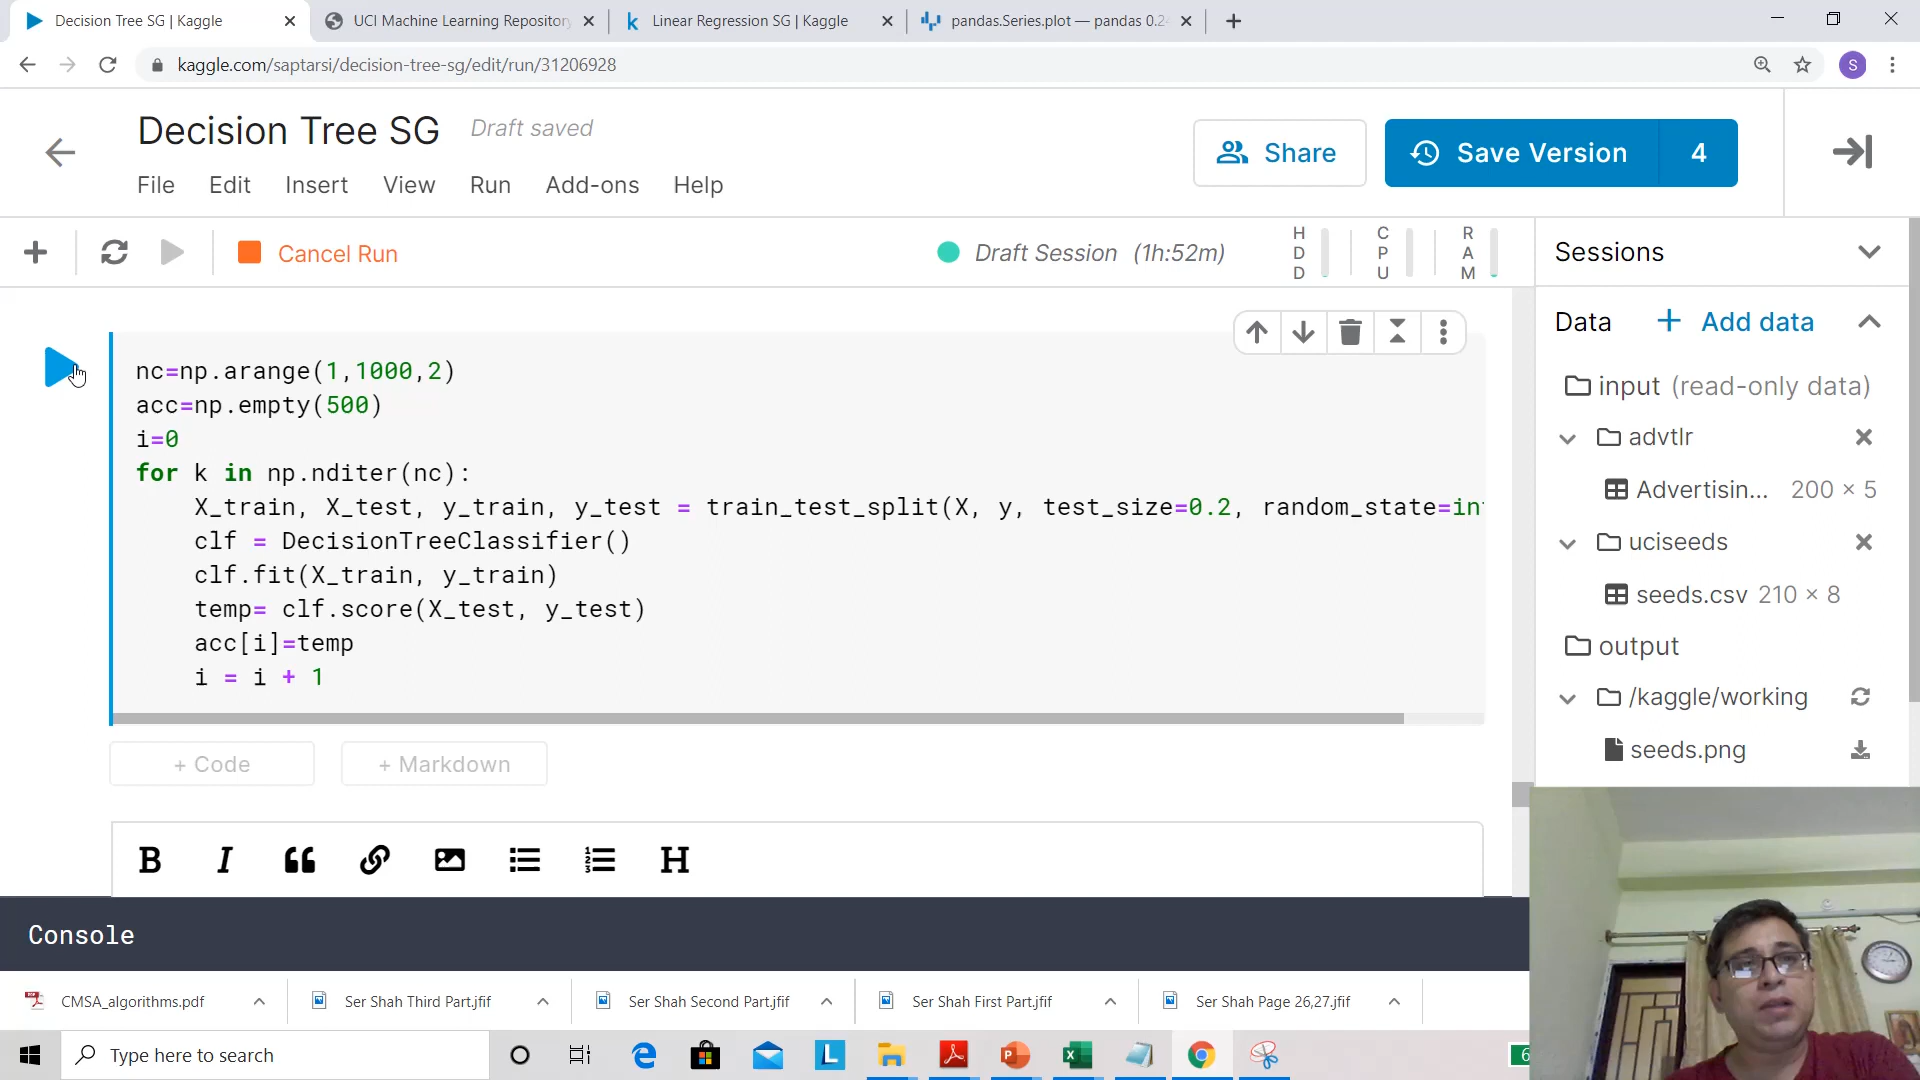 Decision Tree SG | Kaggle
UCI Machine Learning Repository
Linear Regression SG | Kaggle
pandas.Series.plot — pandas 0.2
kaggle.com/saptarsi/decision-tree-sg/edit/run/31206928
S
Decision Tree SG Draft saved
Share
Save Version 4
File Edit Insert View Run Add-ons Help
Cancel Run
Draft Session (1h:52m)
HDD
CPU
RAM
Sessions
Data + Add data
input (read-only data)
advtlr
Advertisin... 200 × 5
uciseeds
seeds.csv 210 × 8
output
/kaggle/working
seeds.png
nc=np.arange(1,1000,2)
acc=np.empty(500)
i=0
for k in np.nditer(nc):
X_train, X_test, y_train, y_test = train_test_split(X, y, test_size=0.2, random_state=in
clf = DecisionTreeClassifier()
clf.fit(X_train, y_train)
temp= clf.score(X_test, y_test)
acc[i]=temp
i = i + 1
+ Code
+ Markdown
B I H
Console
CMSA_algorithms.pdf
Ser Shah Third Part.jfif
Ser Shah Second Part.jfif
Ser Shah First Part.jfif
Ser Shah Page 26,27.jfif
Type here to search